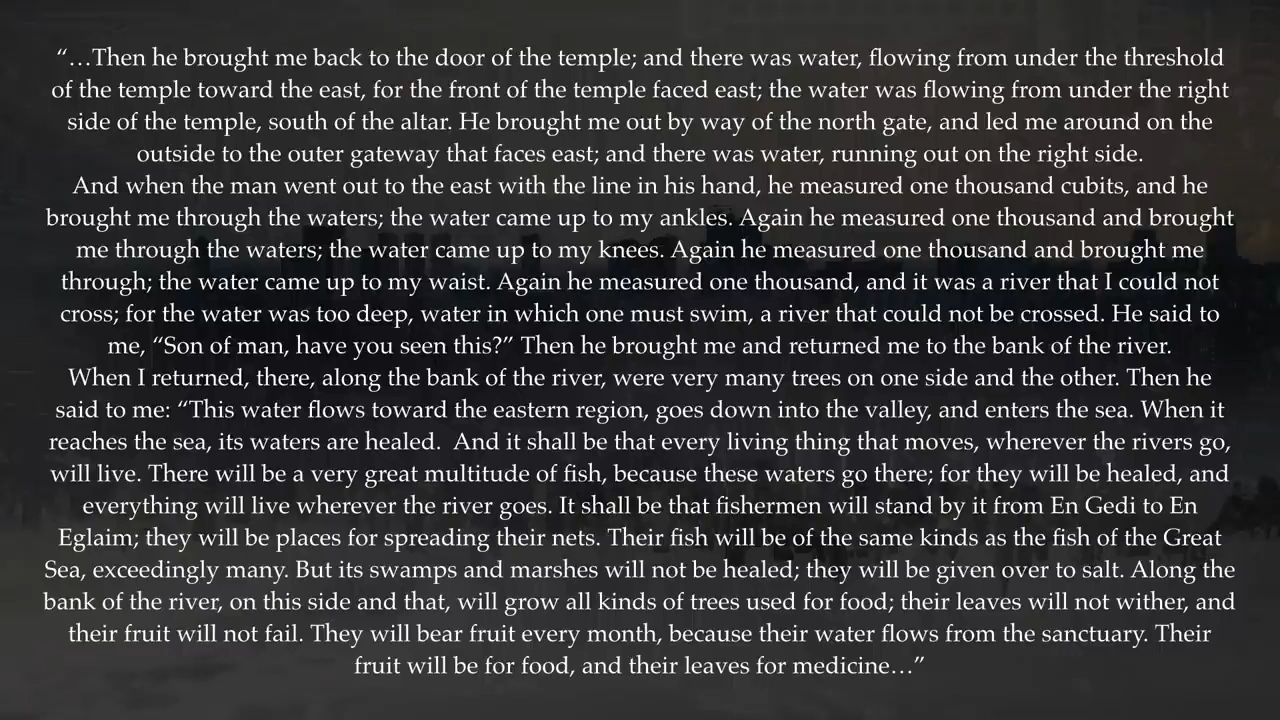 “…Then he brought me back to the door of the temple; and there was water, flowing from under the threshold
of the temple toward the east, for the front of the temple faced east; the water was flowing from under the right
side of the temple, south of the altar. He brought me out by way of the north gate, and led me around on the
outside to the outer gateway that faces east; and there was water, running out on the right side.
And when the man went out to the east with the line in his hand, he measured one thousand cubits, and he
brought me through the waters; the water came up to my ankles. Again he measured one thousand and brought
me through the waters; the water came up to my knees. Again he measured one thousand and brought me
through; the water came up to my waist. Again he measured one thousand, and it was a river that I could not
cross; for the water was too deep, water in which one must swim, a river that could not be crossed. He said to
me, “Son of man, have you seen this?” Then he brought me and returned me to the bank of the river.
When I returned, there, along the bank of the river, were very many trees on one side and the other. Then he
said to me: “This water flows toward the eastern region, goes down into the valley, and enters the sea. When it
reaches the sea, its waters are healed.  And it shall be that every living thing that moves, wherever the rivers go,
will live. There will be a very great multitude of fish, because these waters go there; for they will be healed, and
everything will live wherever the river goes. It shall be that fishermen will stand by it from En Gedi to En
Eglaim; they will be places for spreading their nets. Their fish will be of the same kinds as the fish of the Great
Sea, exceedingly many. But its swamps and marshes will not be healed; they will be given over to salt. Along the
bank of the river, on this side and that, will grow all kinds of trees used for food; their leaves will not wither, and
their fruit will not fail. They will bear fruit every month, because their water flows from the sanctuary. Their
fruit will be for food, and their leaves for medicine…”